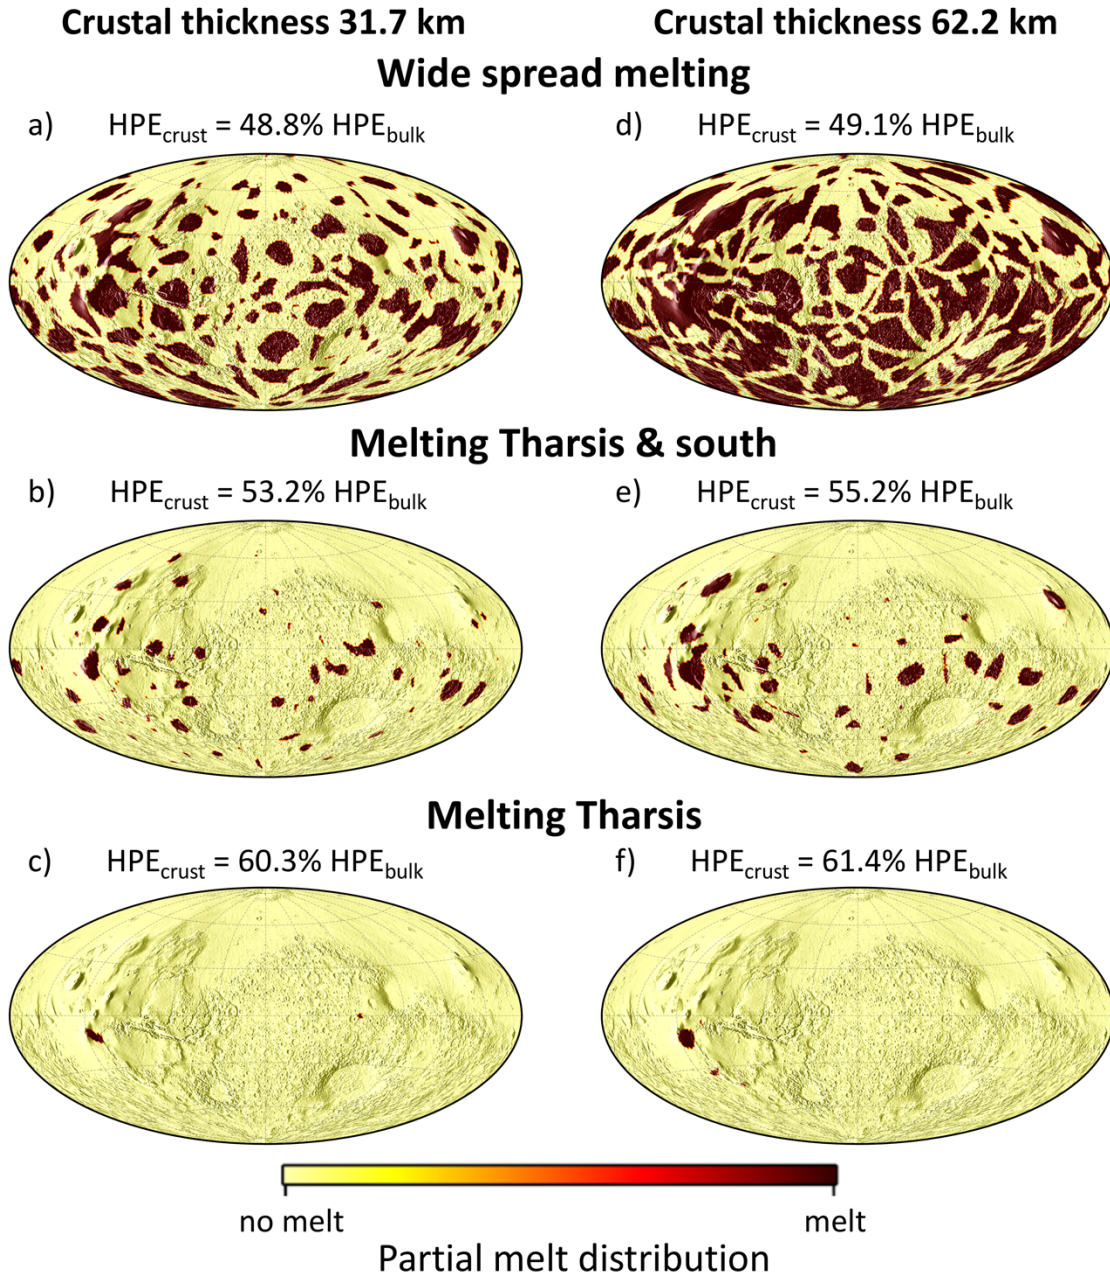 Crustal thickness 31.7 km
Crustal thickness 62.2 km
Wide spread melting
a) HPEcrust = 48.8% HPEbulk
d) HPEcrust = 49.1% HPEbulk
Melting Tharsis & south
b) HPEcrust = 53.2% HPEbulk
e) HPEcrust = 55.2% HPEbulk
Melting Tharsis
c) HPEcrust = 60.3% HPEbulk
f) HPEcrust = 61.4% HPEbulk
no melt
melt
Partial melt distribution